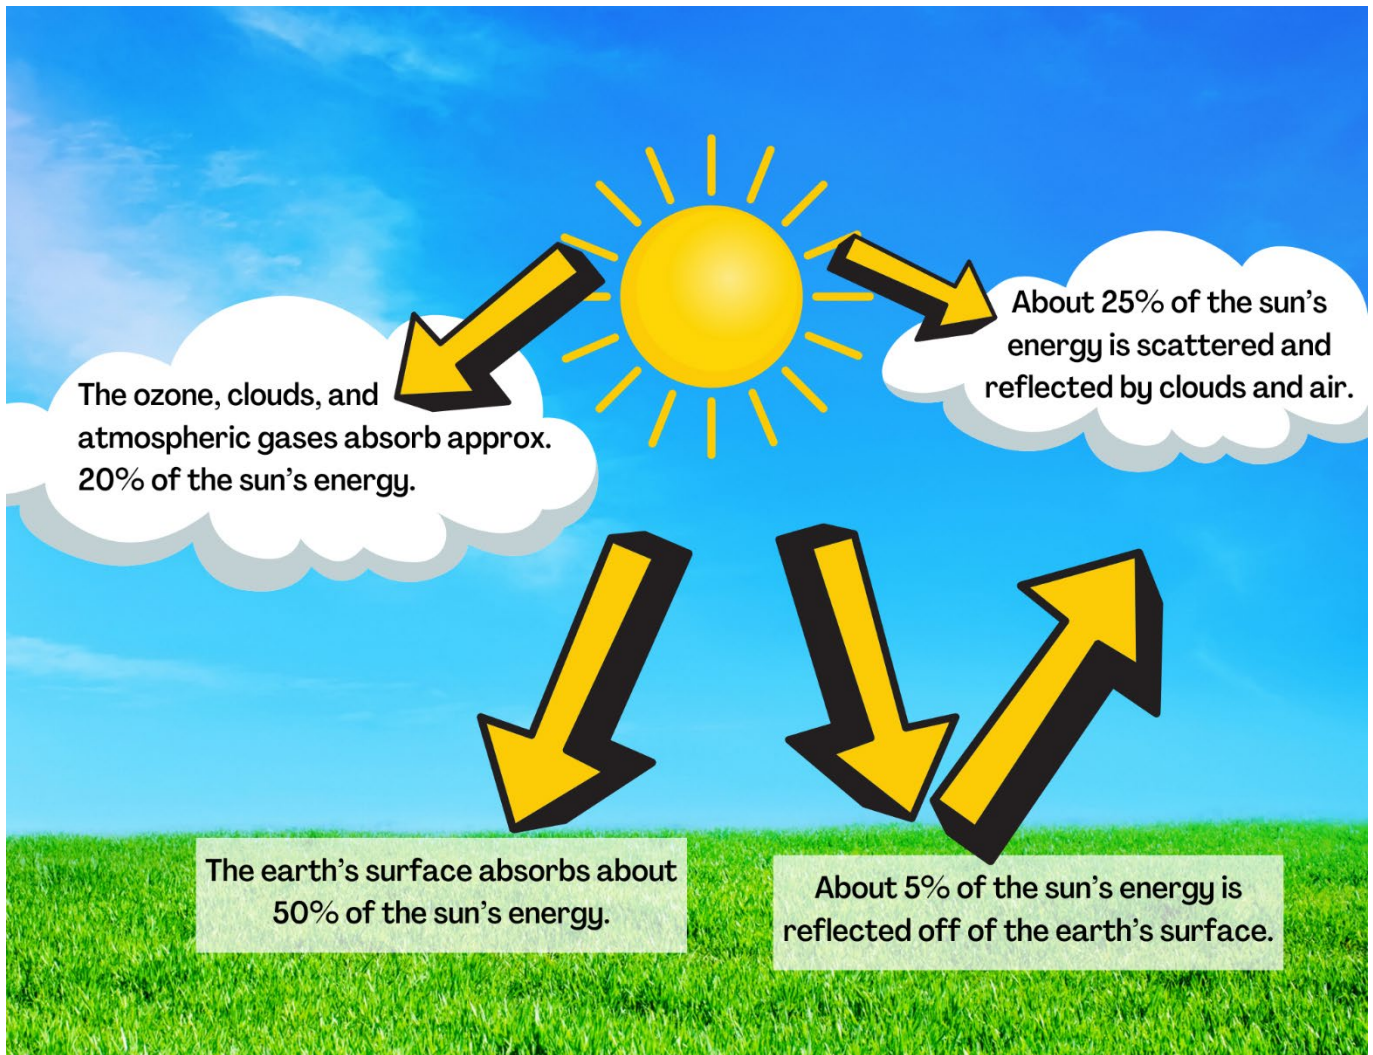 The ozone, clouds, and
atmospheric gases absorb approx.
20% of the sun's energy.
About 25% of the sun's
energy is scattered and
reflected by clouds and air.
The earth's surface absorbs about
50% of the sun's energy.
About 5% of the sun's energy is
reflected off of the earth's surface.